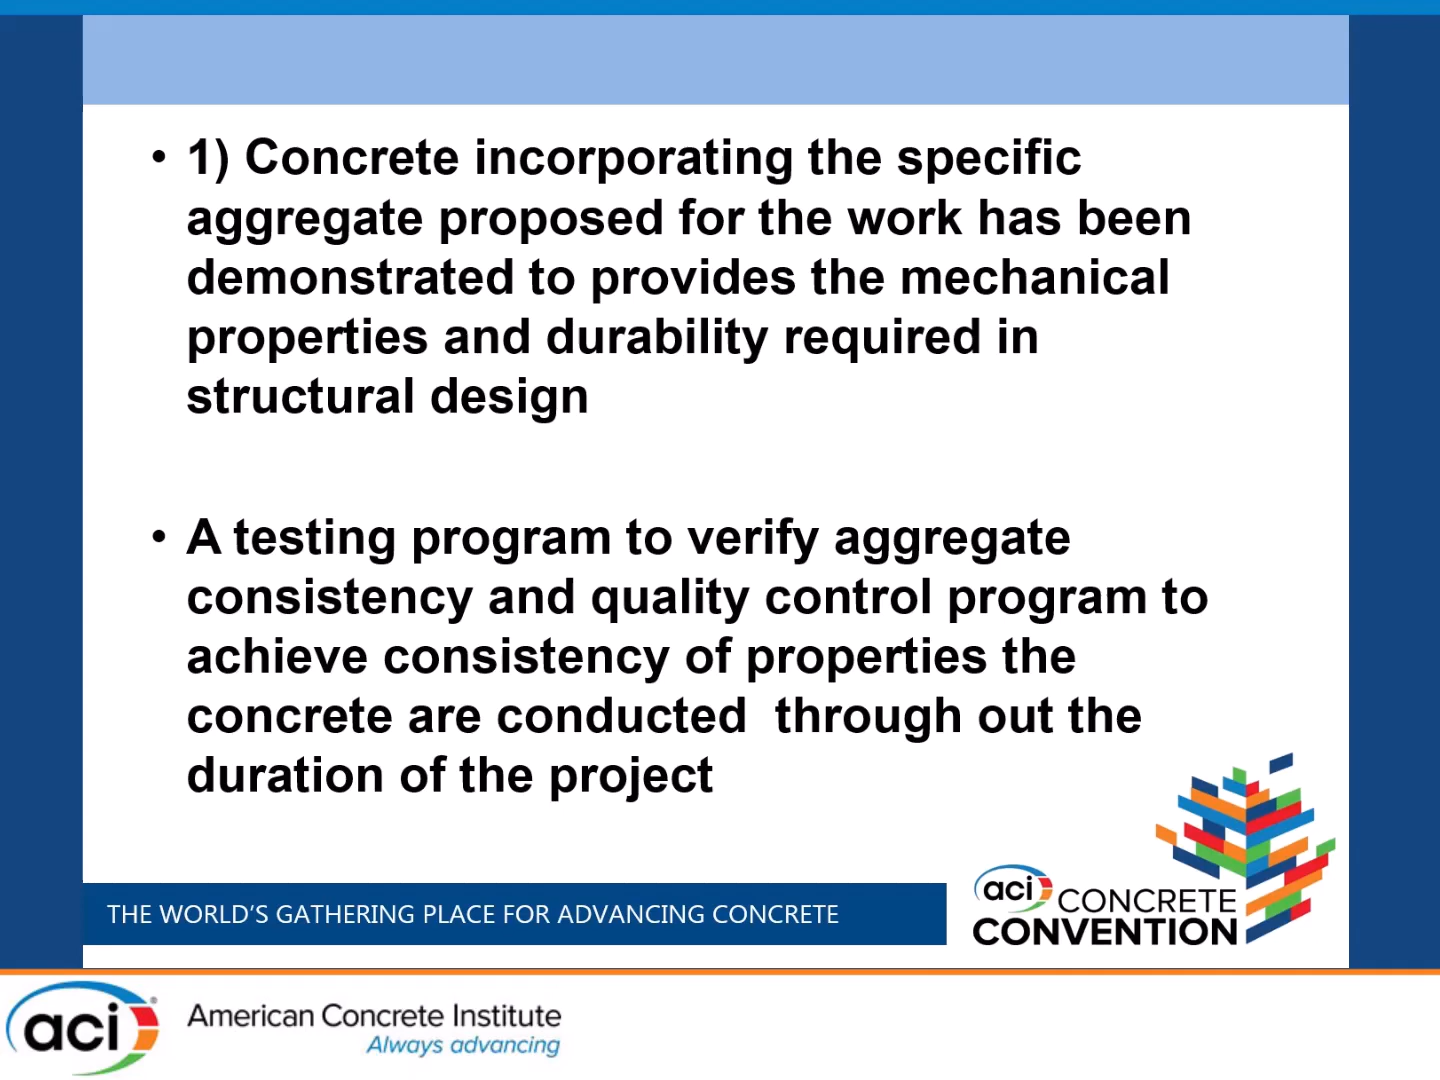 • 1) Concrete incorporating the specific
aggregate proposed for the work has been
demonstrated to provides the mechanical
properties and durability required in
structural design
• A testing program to verify aggregate
consistency and quality control program to
achieve consistency of properties the
concrete are conducted  through out the
duration of the project
THE WORLD'S GATHERING PLACE FOR ADVANCING CONCRETE
aci CONCRETE
CONVENTION
aci® American Concrete Institute
Always advancing